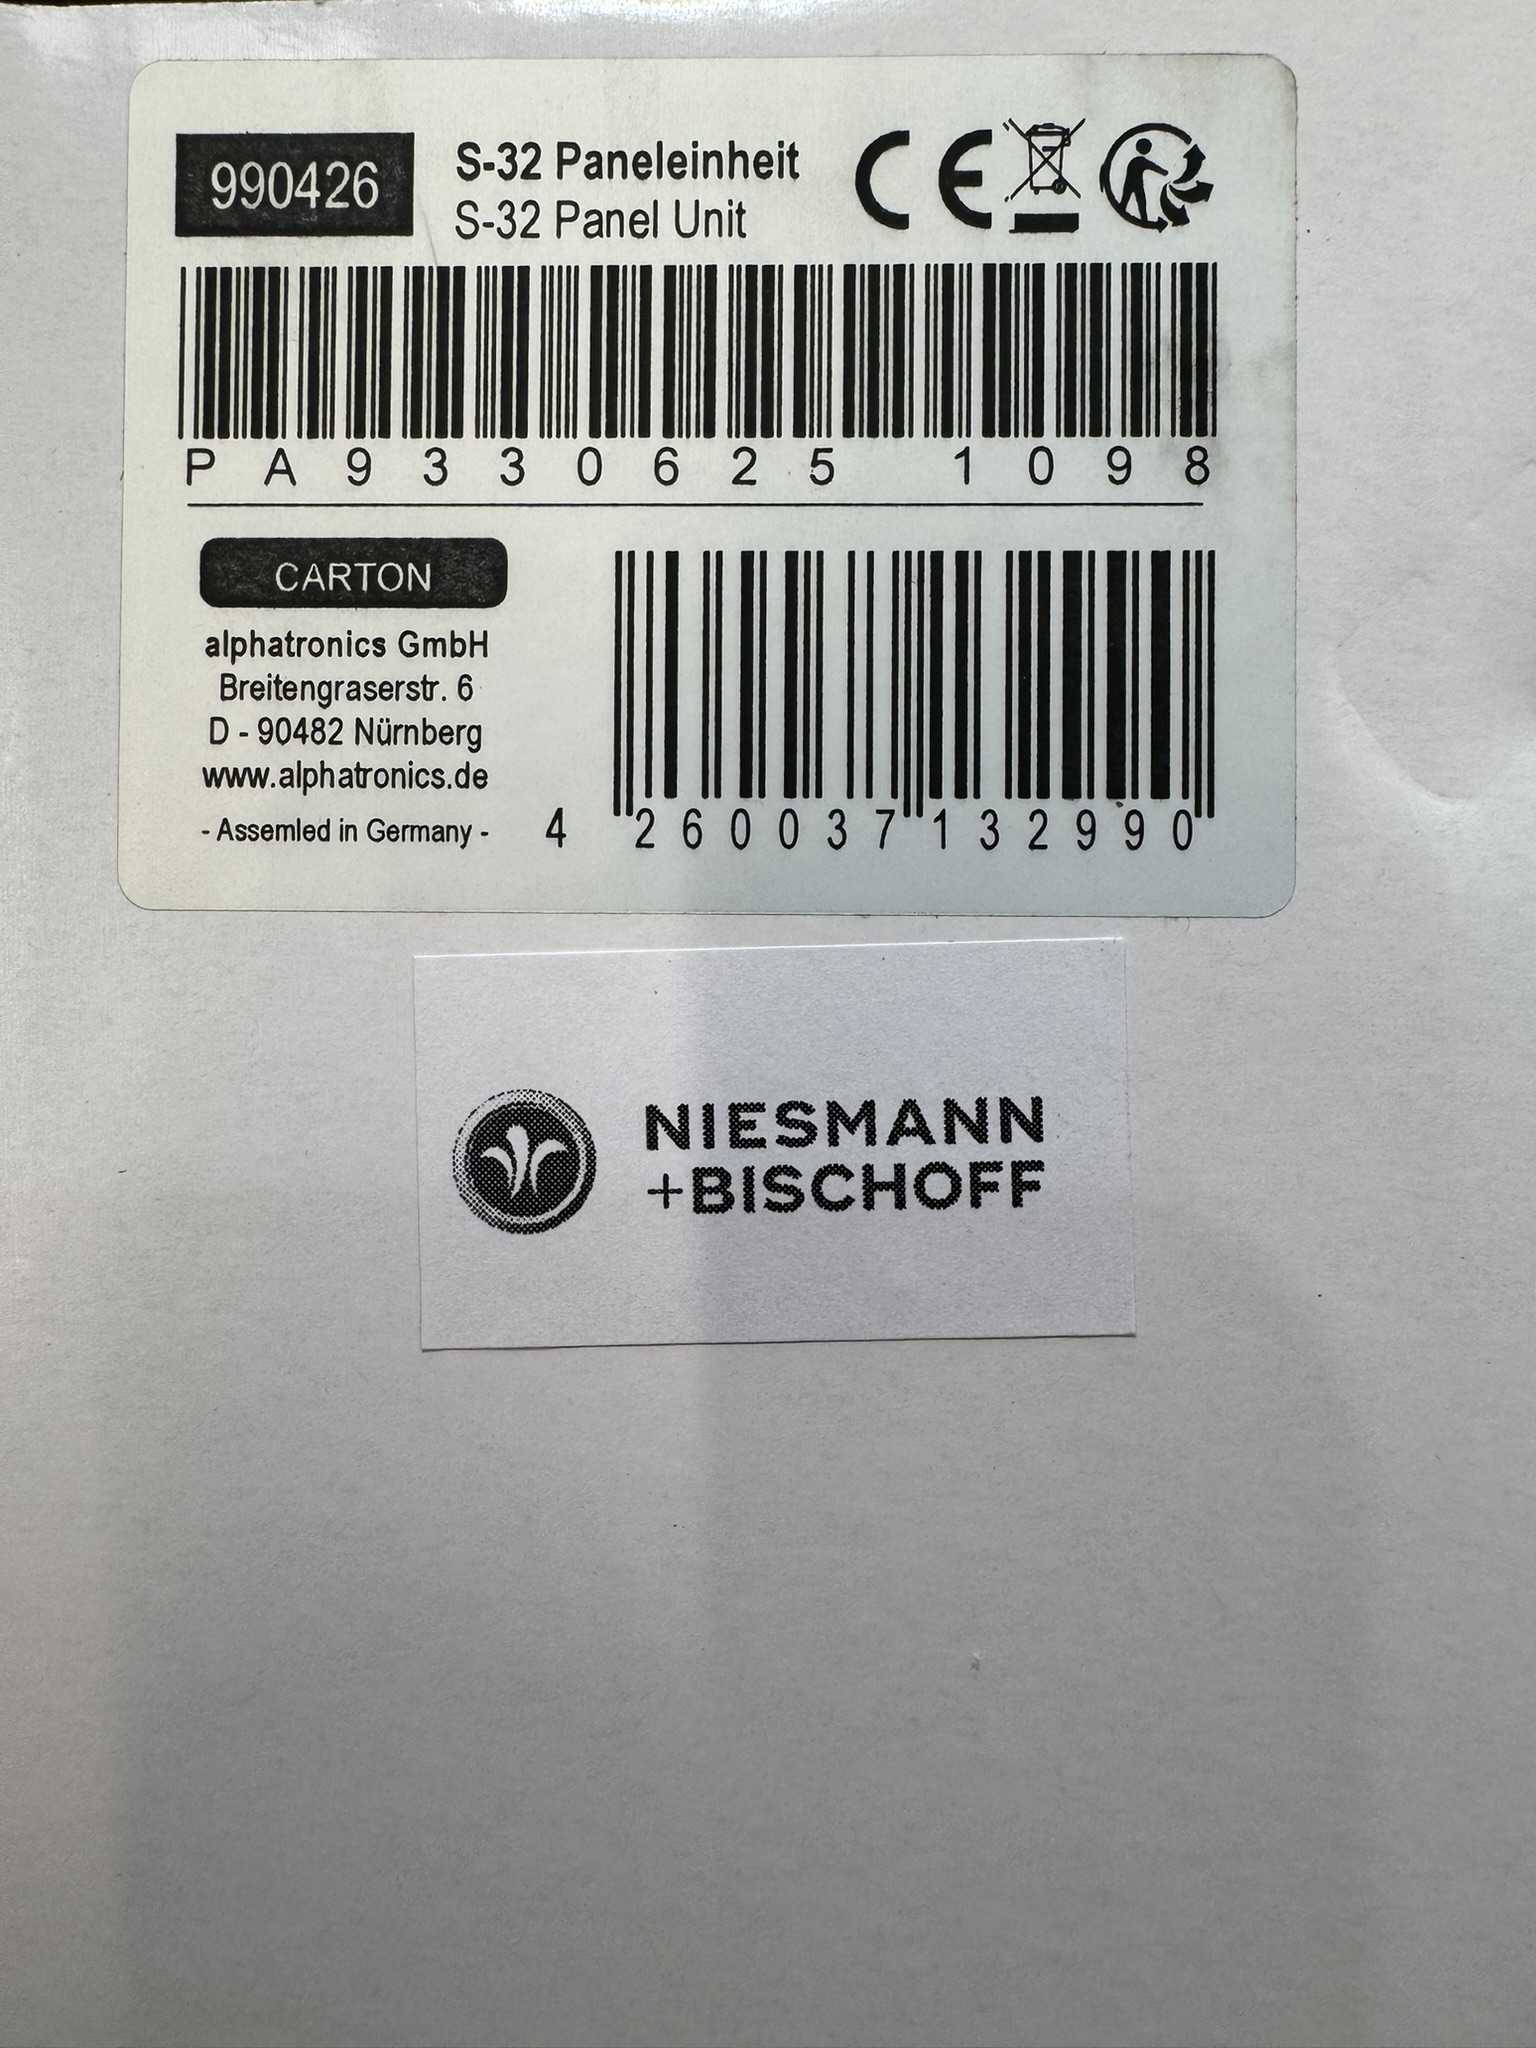 990426
S-32 Paneleinheit
S-32 Panel Unit
CE
PA9330625 1098
CARTON
alphatronics GmbH
Breitengraserstr. 6
D - 90482 Nürnberg
www.alphatronics.de
- Assemled in Germany -
4 260037 132990
NIESMANN
+BISCHOFF